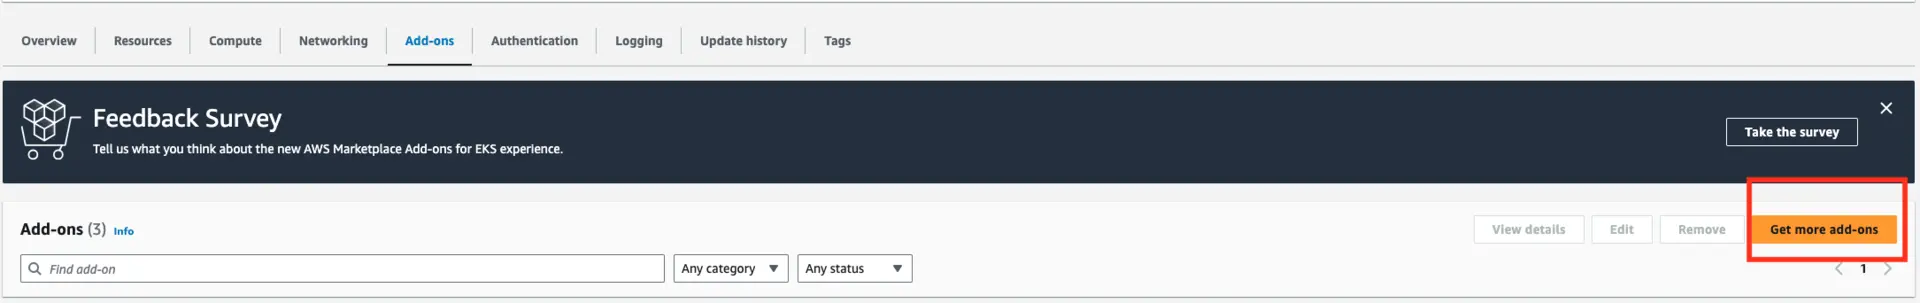 Overview Resources Compute Networking Add-ons Authentication Logging Update history Tags
Feedback Survey
Tell us what you think about the new AWS Marketplace Add-ons for EKS experience.
Take the survey
Add-ons (3) Info
View details Edit Remove Get more add-ons
Find add-on Any category Any status
1